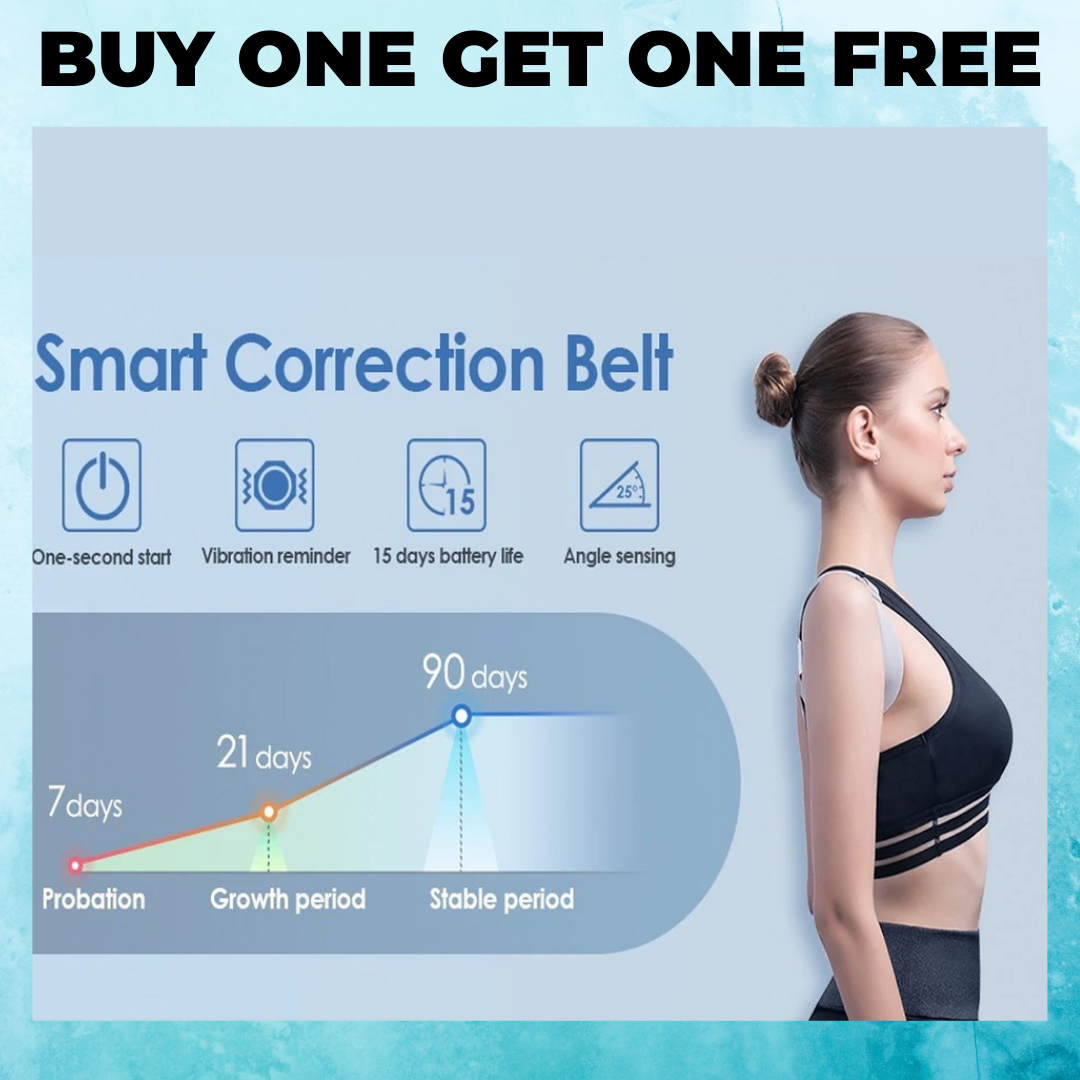 BUY ONE GET ONE FREE
Smart Correction Belt
15
25°
One-second start
Vibration reminder
15 days battery life
Angle sensing
90 days
21 days
7days
Probation
Growth period
Stable period